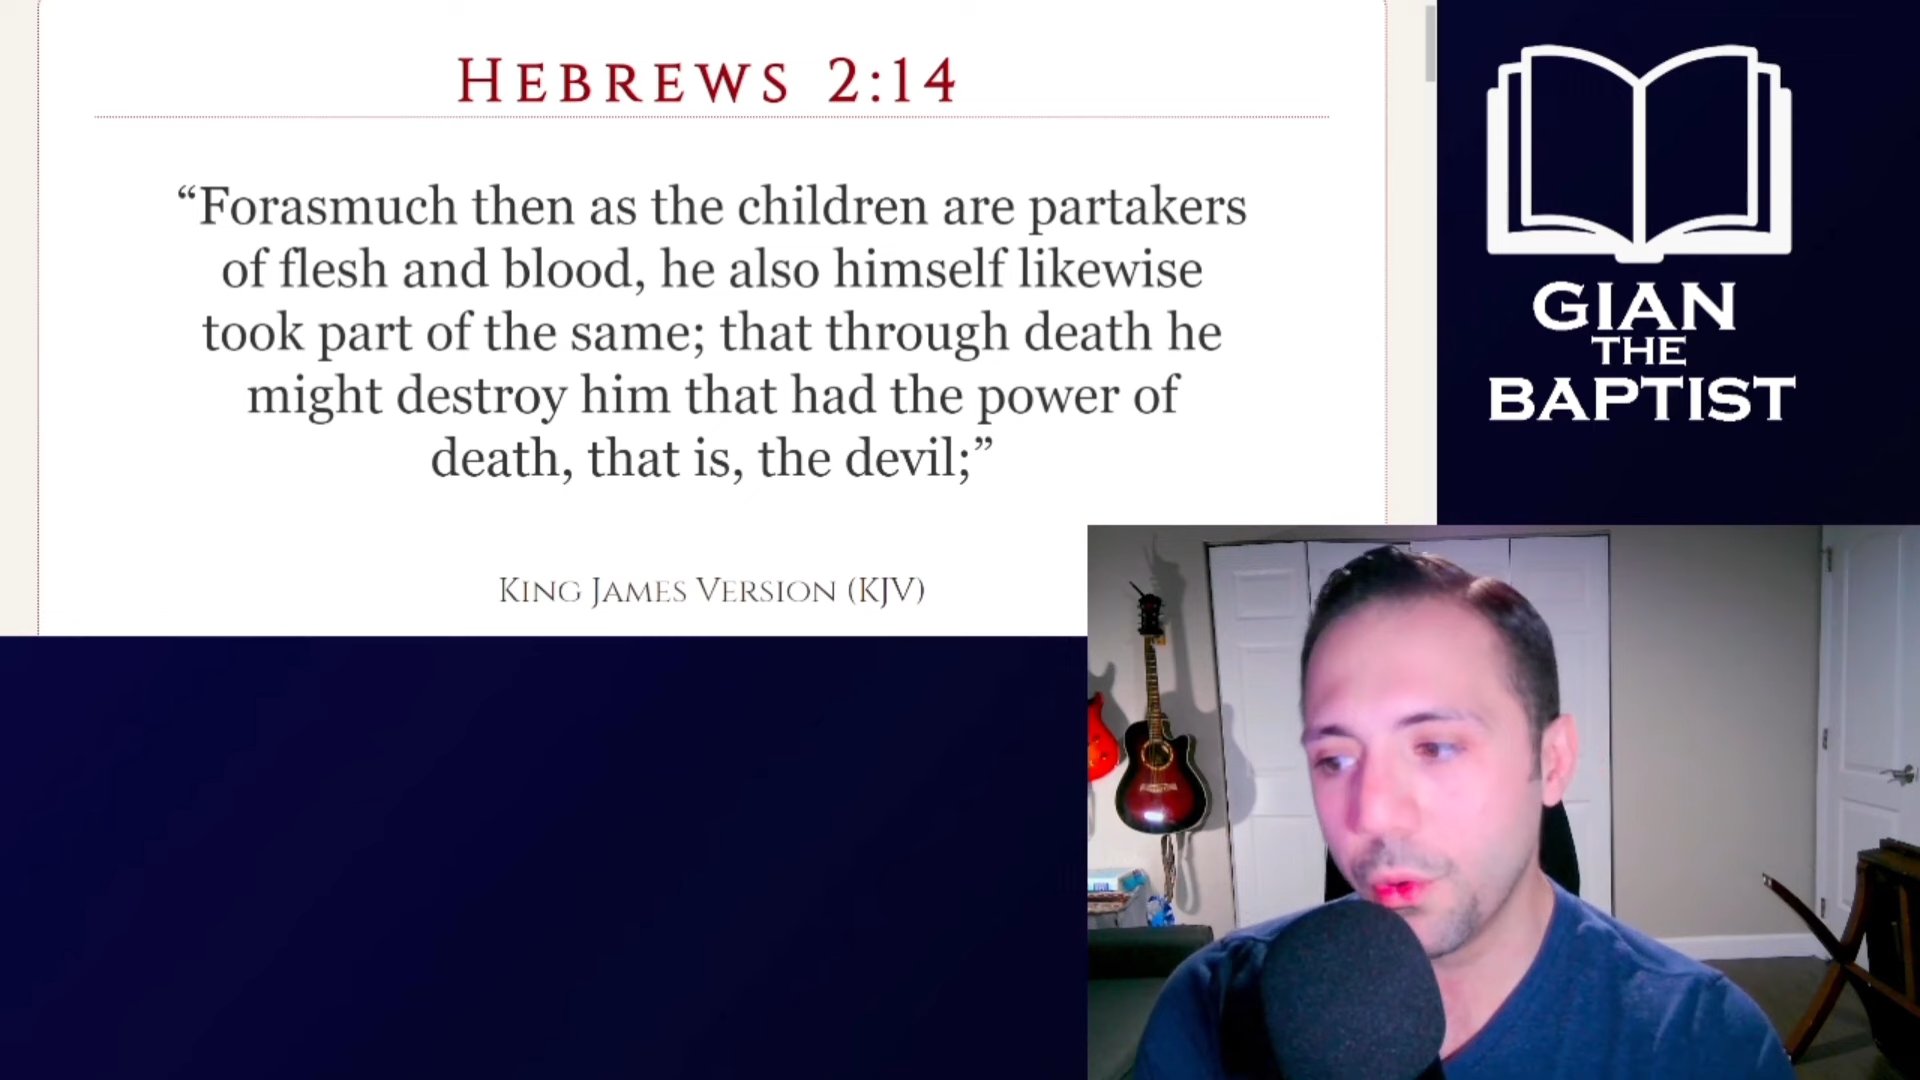 HEBREWS 2:14
“Forasmuch then as the children are partakers
of flesh and blood, he also himself likewise
took part of the same; that through death he
might destroy him that had the power of
death, that is, the devil;”
KING JAMES VERSION (KJV)
GIAN
THE
BAPTIST